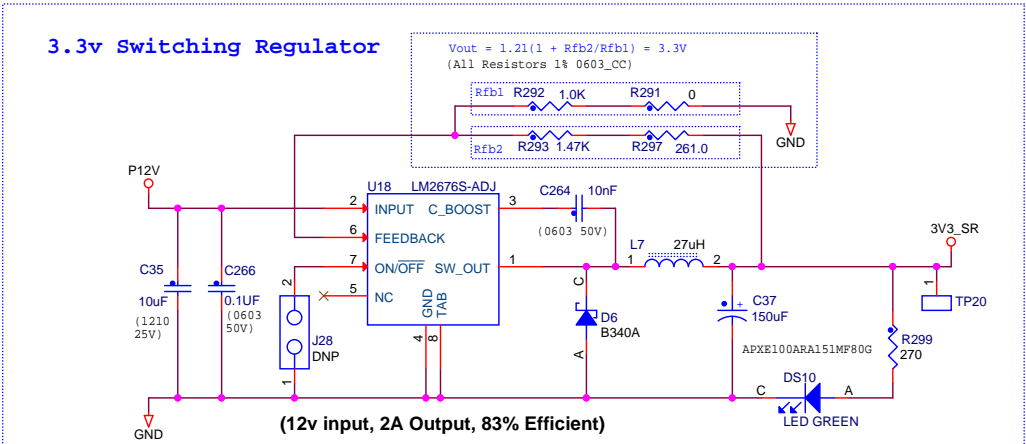 3.3v Switching Regulator
Vout = 1.21(1 + Rfb2/Rfb1) = 3.3V
(All Resistors 1% 0603_CC)
Rfb1 R292 1.0K R291 0
GND
Rfb2 R293 1.47K R297 261.0
P12V
U18 LM2676S-ADJ
2 INPUT C_BOOST 3
6 FEEDBACK
7 ON/OFF SW_OUT 1
5 NC
GND TAB
4 8
C264 10nF
(0603 50V)
L7 27uH
1 2
3V3_SR
1
TP20
C35
10uF
(1210
25V)
C266
0.1UF
(0603
50V)
2
J28
DNP
1
C
D6
B340A
A
+
C37
150uF
APXE100ARA151MF80G
R299
270
DS10
C A
LED GREEN
GND
(12v input, 2A Output, 83% Efficient)